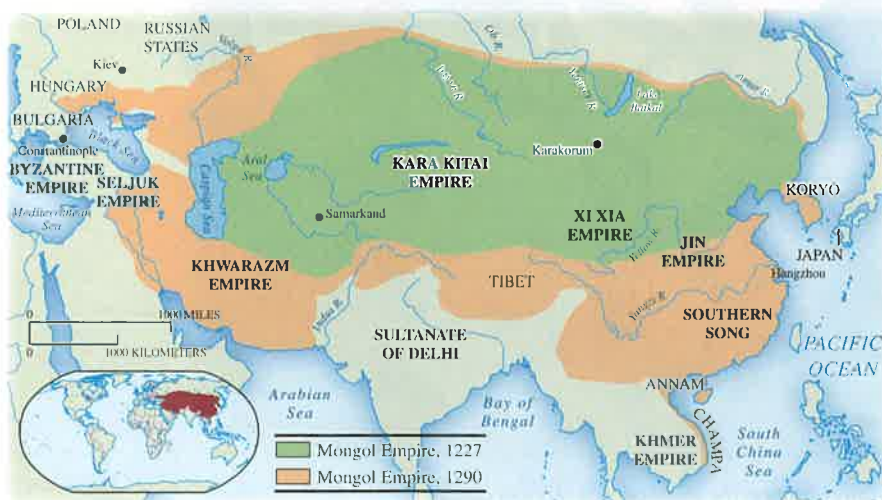 POLAND
RUSSIAN
STATES
Kiev
Volga R.
HUNGARY
BULGARIA
Constantinople
Black Sea
BYZANTINE
EMPIRE
SELJUK
EMPIRE
Mediterranean
Sea
Caspian Sea
Aral
Sea
Samarkand
KARA KITAI
EMPIRE
Irtysh R.
Ob R.
Lake
Baikal
Amur R.
Karakorum
XI XIA
EMPIRE
Yellow R.
JIN
EMPIRE
KORYO
JAPAN
Hangzhou
KHWARAZM
EMPIRE
TIBET
Yangzi R.
SOUTHERN
SONG
Indus R.
SULTANATE
OF DELHI
0 1000 MILES
0 1000 KILOMETERS
PACIFIC
OCEAN
ANNAM
CHAMPA
KHMER
EMPIRE
Arabian
Sea
Bay of
Bengal
South
China
Sea
Mongol Empire, 1227
Mongol Empire, 1290